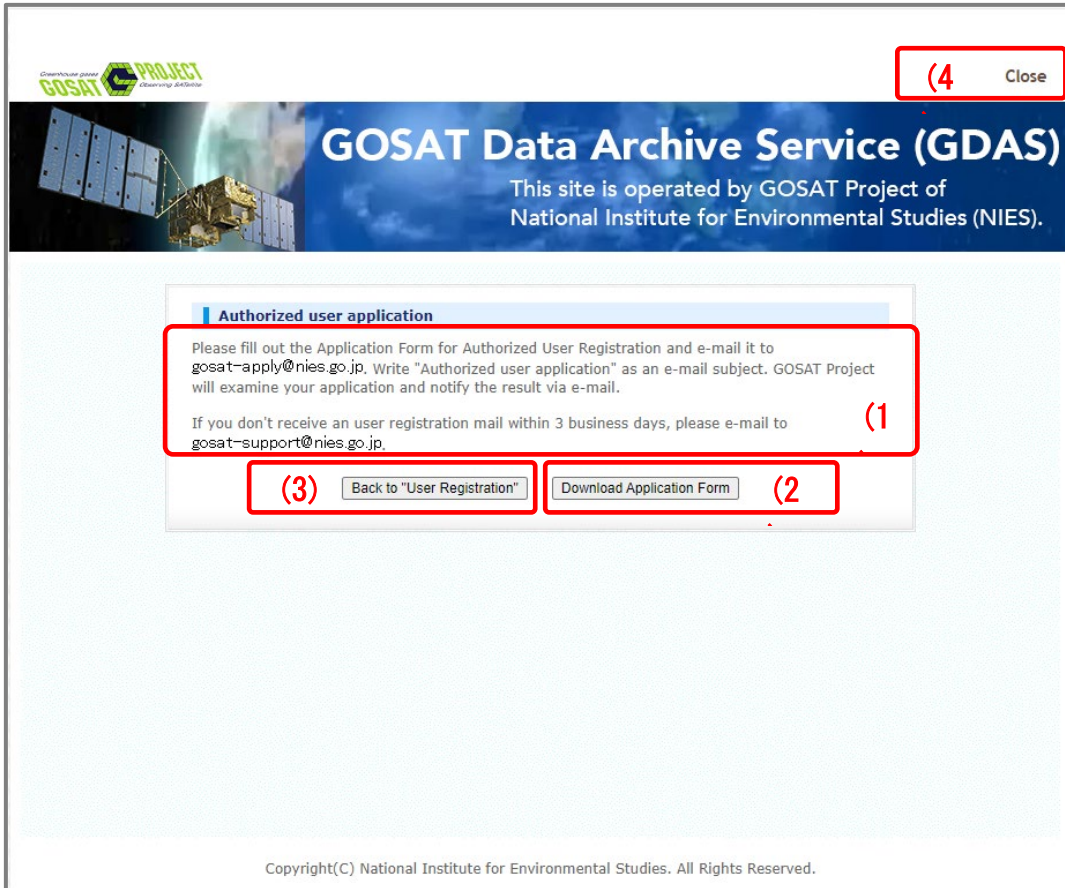 Greenhouse gases
GOSAT PROJECT
Observing SATellite
(4 Close
GOSAT Data Archive Service (GDAS)
This site is operated by GOSAT Project of
National Institute for Environmental Studies (NIES).
Authorized user application
Please fill out the Application Form for Authorized User Registration and e-mail it to
gosat-apply@nies.go.jp. Write "Authorized user application" as an e-mail subject. GOSAT Project
will examine your application and notify the result via e-mail.
If you don't receive an user registration mail within 3 business days, please e-mail to
(1
gosat-support@nies.go.jp.
(3) Back to "User Registration" Download Application Form (2
Copyright(C) National Institute for Environmental Studies. All Rights Reserved.